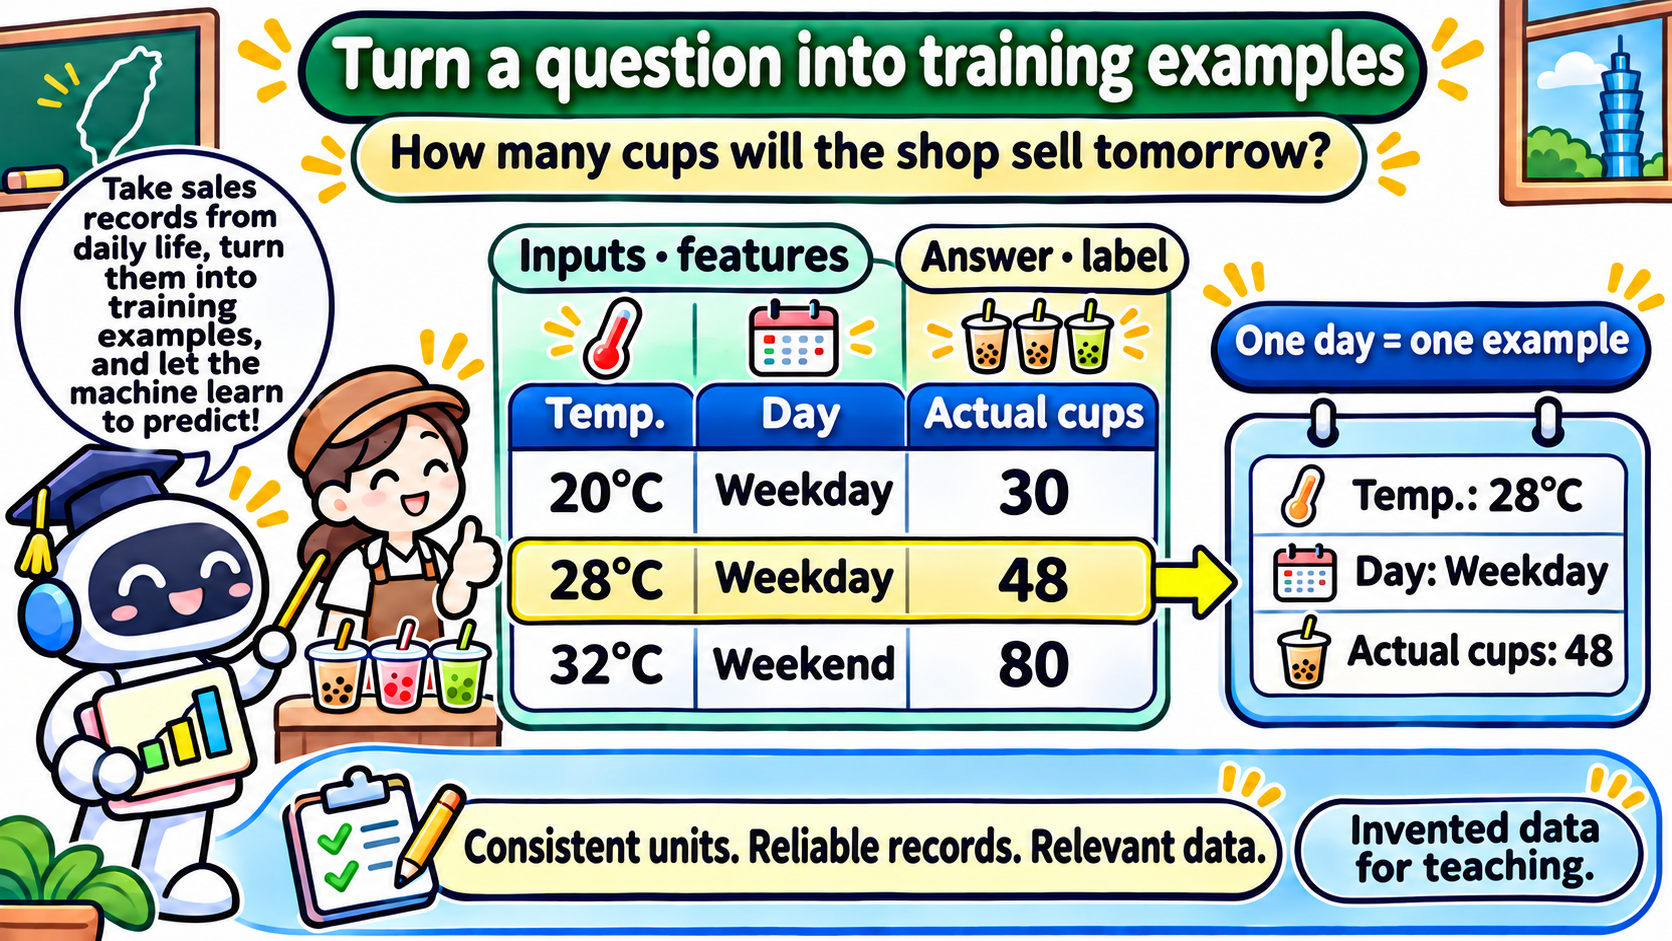 Turn a question into training examples
How many cups will the shop sell tomorrow?
Take sales
records from
daily life, turn
them into
training
examples,
and let the
machine learn
to predict!
Inputs • features
Answer • label
Temp.
Day
Actual cups
20°C
Weekday
30
28°C
Weekday
48
32°C
Weekend
80
One day = one example
Temp.: 28°C
Day: Weekday
Actual cups: 48
Consistent units. Reliable records. Relevant data.
Invented data
for teaching.